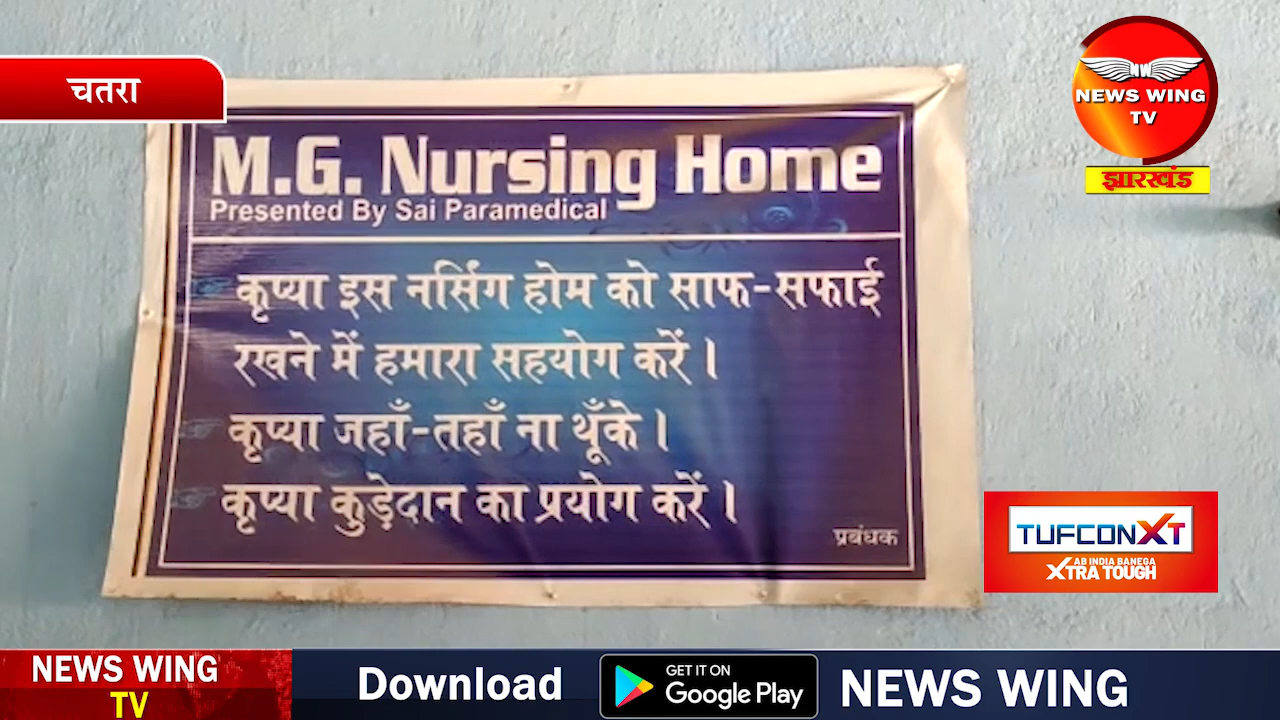 चतरा
NEWS WING
TV
झारखंड
M.G. Nursing Home
Presented By Sai Paramedical
कृप्या इस नर्सिंग होम को साफ-सफाई
रखने में हमारा सहयोग करें।
कृप्या जहाँ-तहाँ ना थूँके।
कृप्या कुड़ेदान का प्रयोग करें।
प्रबंधक
TUFCONXT
AB INDIA BANEGA
XTRA TOUGH
NEWS WING
TV
Download
GET IT ON
Google Play
NEWS WING